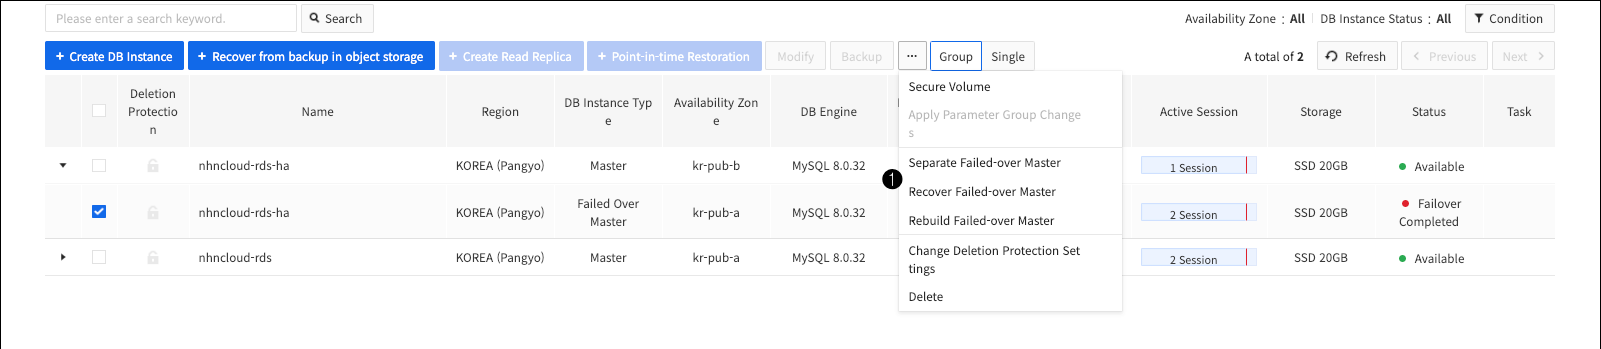 Please enter a search keyword. Search Availability Zone : All DB Instance Status : All Condition
+ Create DB Instance + Recover from backup in object storage + Create Read Replica + Point-in-time Restoration Modify Backup ... Group Single A total of 2 Refresh < Previous Next >
Deletion
Protectio
n
Name
Region
DB Instance Typ
e
Availability Zon
e
DB Engine
Active Session
Storage
Status
Task
nhncloud-rds-ha KOREA (Pangyo) Master kr-pub-b MySQL 8.0.32 1 Session SSD 20GB Available
nhncloud-rds-ha KOREA (Pangyo)
Failed Over
Master
kr-pub-a MySQL 8.0.32 2 Session SSD 20GB
Failover
Completed
nhncloud-rds KOREA (Pangyo) Master kr-pub-a MySQL 8.0.32 2 Session SSD 20GB Available
Secure Volume
Apply Parameter Group Change
s
1
Separate Failed-over Master
Recover Failed-over Master
Rebuild Failed-over Master
Change Deletion Protection Set
tings
Delete